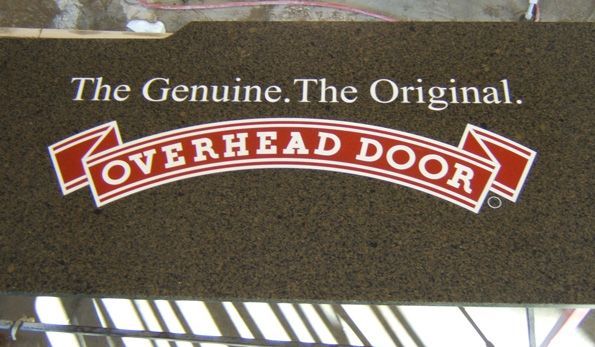 The Genuine. The Original.
OVERHEAD DOOR